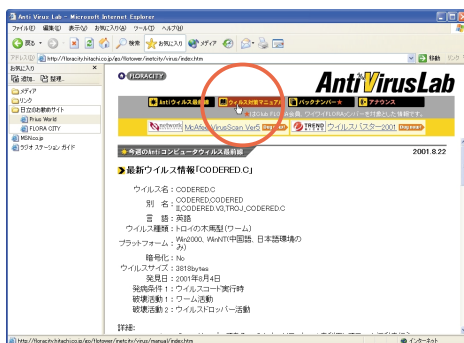 Anti Virus Lab - Microsoft Internet Explorer
ファイル(F) 編集(E) 表示(V) お気に入り(A) ツール(T) ヘルプ(H)
戻る 検索 お気に入り メディア
アドレス(D) http://floracity.hitachi.co.jp/go/flotower/inetcity/virus/index.htm 移動 リンク
お気に入り
追加... 整理...
メディア
リンク
日立のお勧めサイト
Prius World
FLORA CITY
MSN.co.jp
ラジオ ステーション ガイド
FLORACITY
AntiVirusLab
Antiウィルス最前線 ウィルス対策マニュアル バックナンバー★ アナウンス
McAfee VirusScan Ver5 TREND ウイルスバスター2001
今週のAntiコンピュータウィルス最前線 2001.8.22
最新ウィルス情報「CODERED.C」
ウイルス名：CODERED.C
別 名：CODERED,CODERED II,CODERED.V3,TROJ_CODERED.C
言 語：英語
ウイルス種類：トロイの木馬型(ワーム)
プラットフォーム：Win2000, WinNT(中国語、日本語環境のみ)
暗号化：No
ウイルスサイズ：3818bytes
発見日：2001年8月4日
発病条件1：ウイルスコード実行時
破壊活動1：ワーム活動
破壊活動2：ウイルスドロッパー活動
詳細:
http://floracity.hitachi.co.jp/go/flotower/inetcity/virus/manual/index.htm インターネット